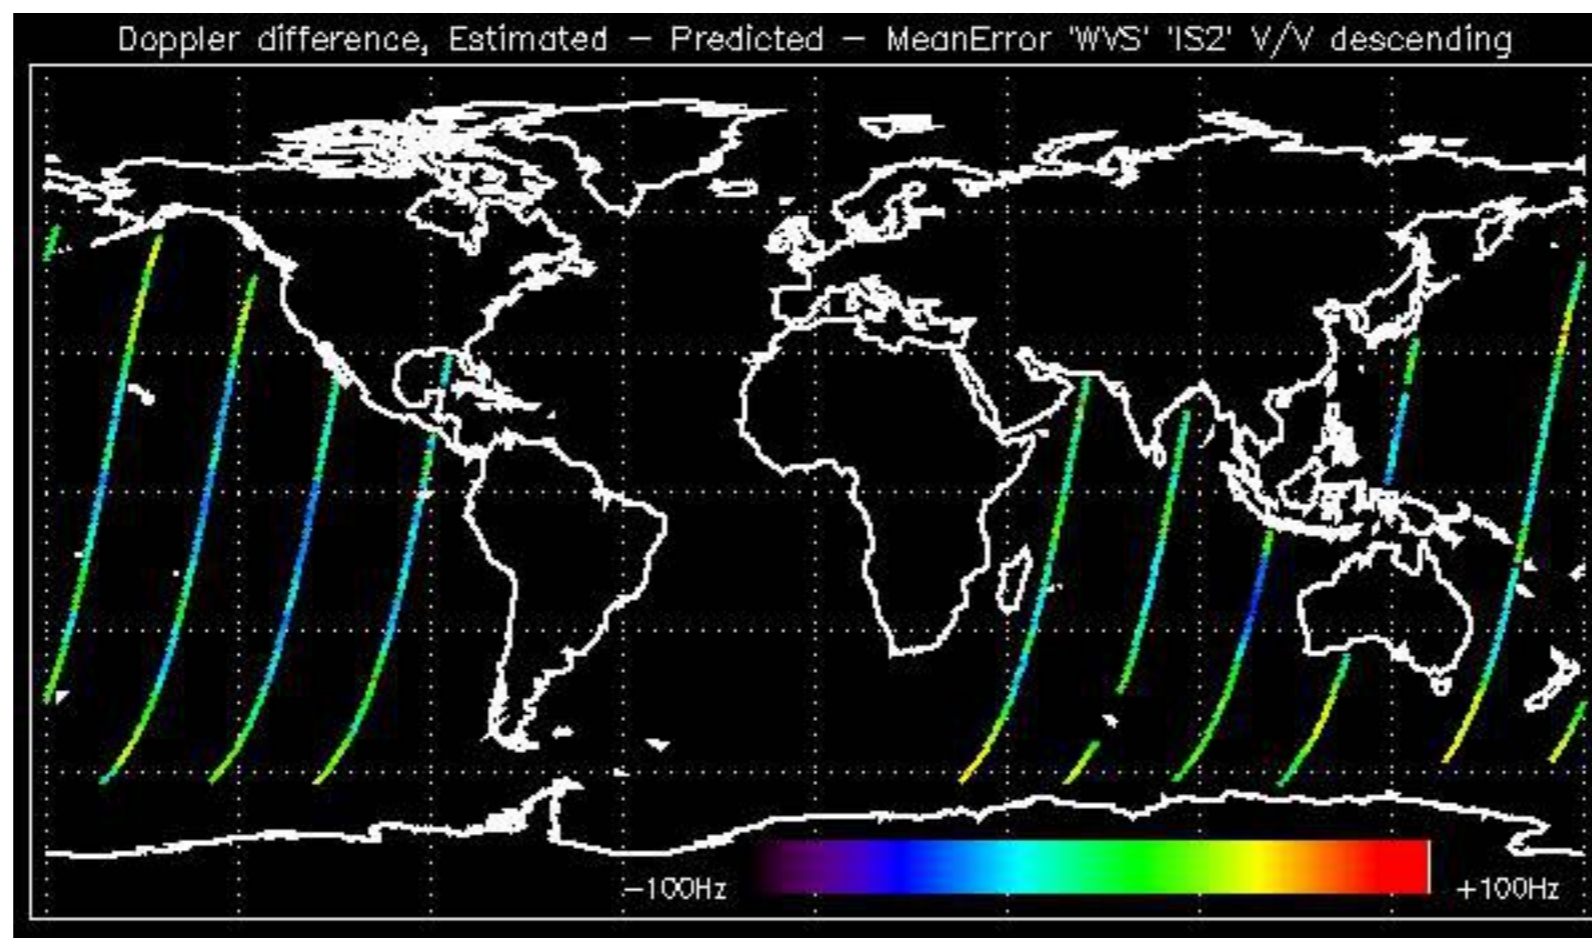 Doppler difference, Estimated – Predicted – MeanError 'WVS' 'IS2' V/V descending
−100Hz +100Hz